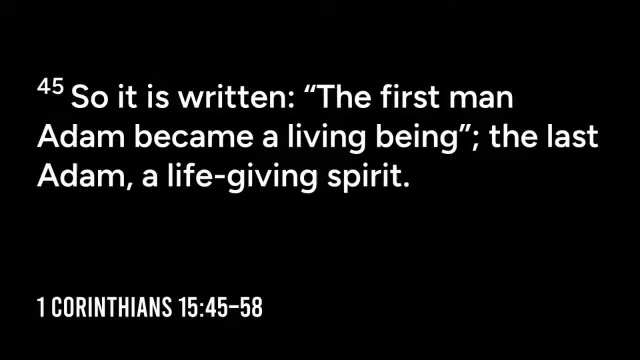 45 So it is written: “The first man
Adam became a living being”; the last
Adam, a life-giving spirit.
1 CORINTHIANS 15:45–58